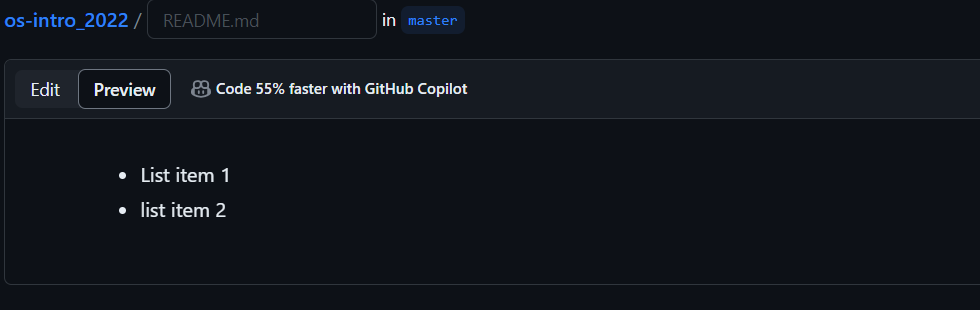 os-intro_2022 / README.md in master
Edit Preview Code 55% faster with GitHub Copilot
• List item 1
• list item 2